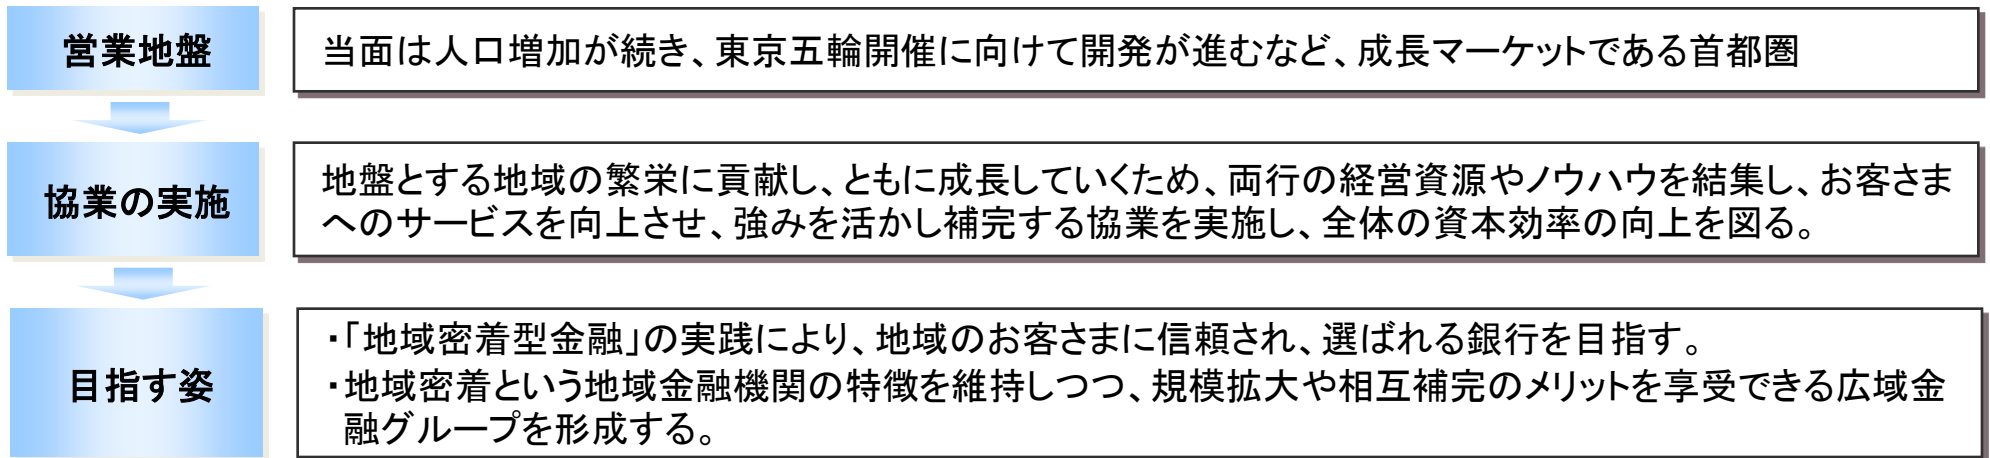 営業地盤
当面は人口増加が続き、東京五輪開催に向けて開発が進むなど、成長マーケットである首都圏
協業の実施
地盤とする地域の繁栄に貢献し、ともに成長していくため、両行の経営資源やノウハウを結集し、お客さま
へのサービスを向上させ、強みを活かし補完する協業を実施し、全体の資本効率の向上を図る。
目指す姿
・「地域密着型金融」の実践により、地域のお客さまに信頼され、選ばれる銀行を目指す。
・地域密着という地域金融機関の特徴を維持しつつ、規模拡大や相互補完のメリットを享受できる広域金
融グループを形成する。